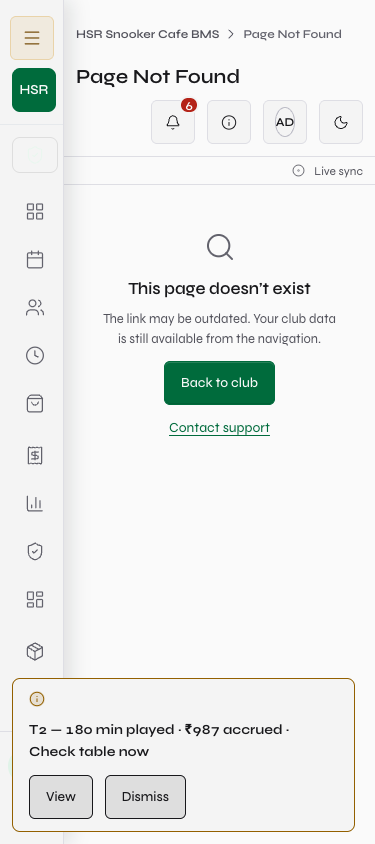 HSR Snooker Cafe BMS > Page Not Found
HSR
Page Not Found
6
AD
Live sync
This page doesn't exist
The link may be outdated. Your club data
is still available from the navigation.
Back to club
Contact support
T2 — 180 min played · ₹987 accrued ·
Check table now
View
Dismiss